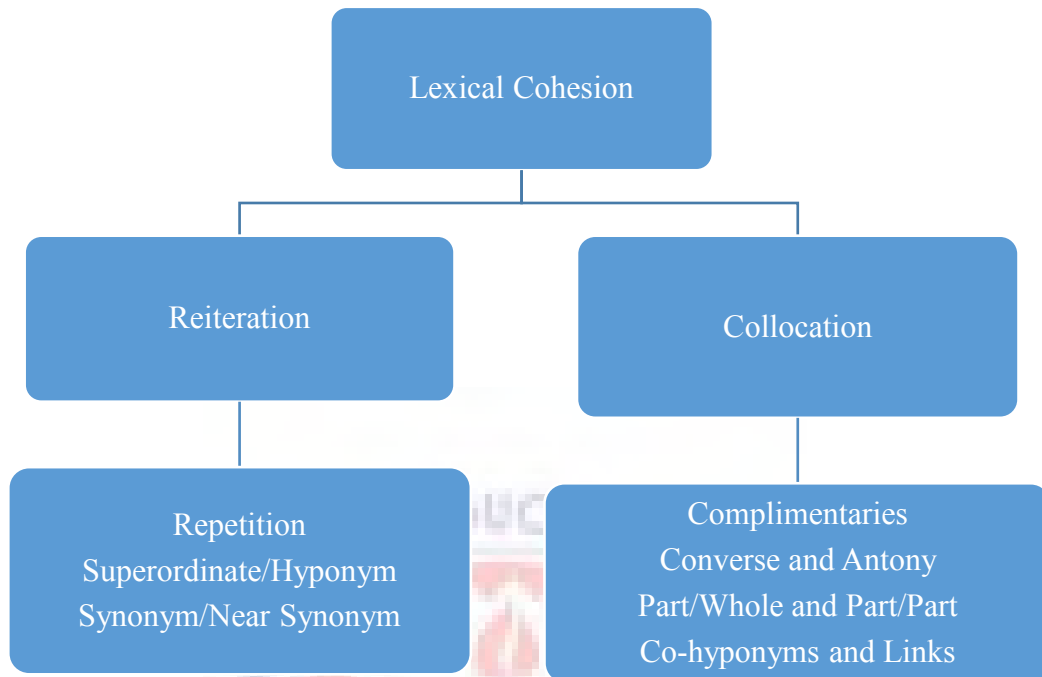 Lexical Cohesion
Reiteration
Collocation
Repetition
Superordinate/Hyponym
Synonym/Near Synonym
Complimentaries
Converse and Antony
Part/Whole and Part/Part
Co-hyponyms and Links